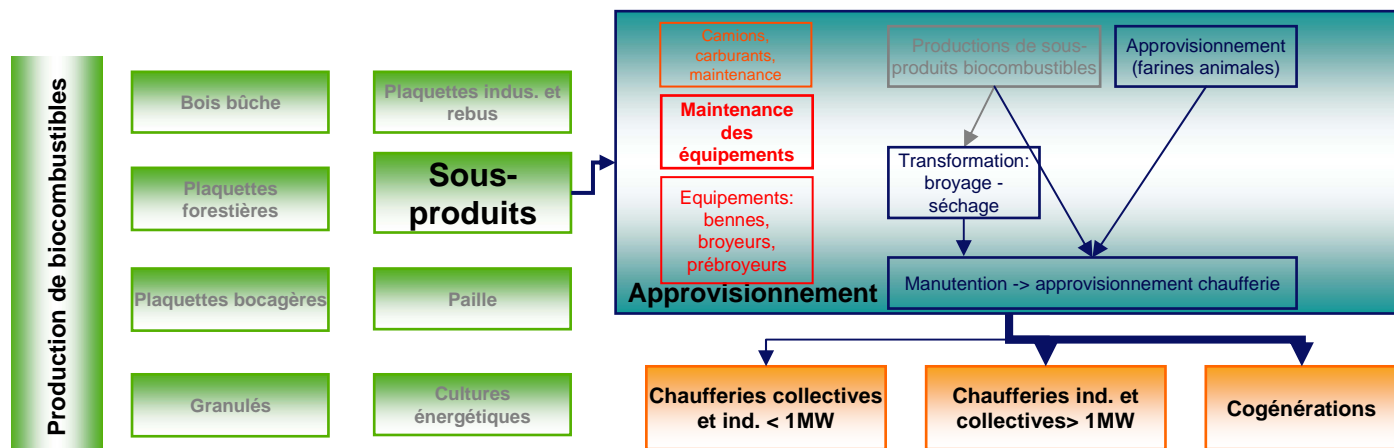 Production de biocombustibles
Bois bûche
Plaquettes indus. et
rebus
Plaquettes
forestières
Sous-
produits
Plaquettes bocagères
Paille
Granulés
Cultures
énergétiques
Camions,
carburants,
maintenance
Maintenance
des
équipements
Equipements:
bennes,
broyeurs,
prébroyeurs
Productions de sous-
produits biocombustibles
Approvisionnement
(farines animales)
Transformation:
broyage -
séchage
Manutention -> approvisionnement chaufferie
Approvisionnement
Chaufferies collectives
et ind. < 1MW
Chaufferies ind. et
collectives> 1MW
Cogénérations